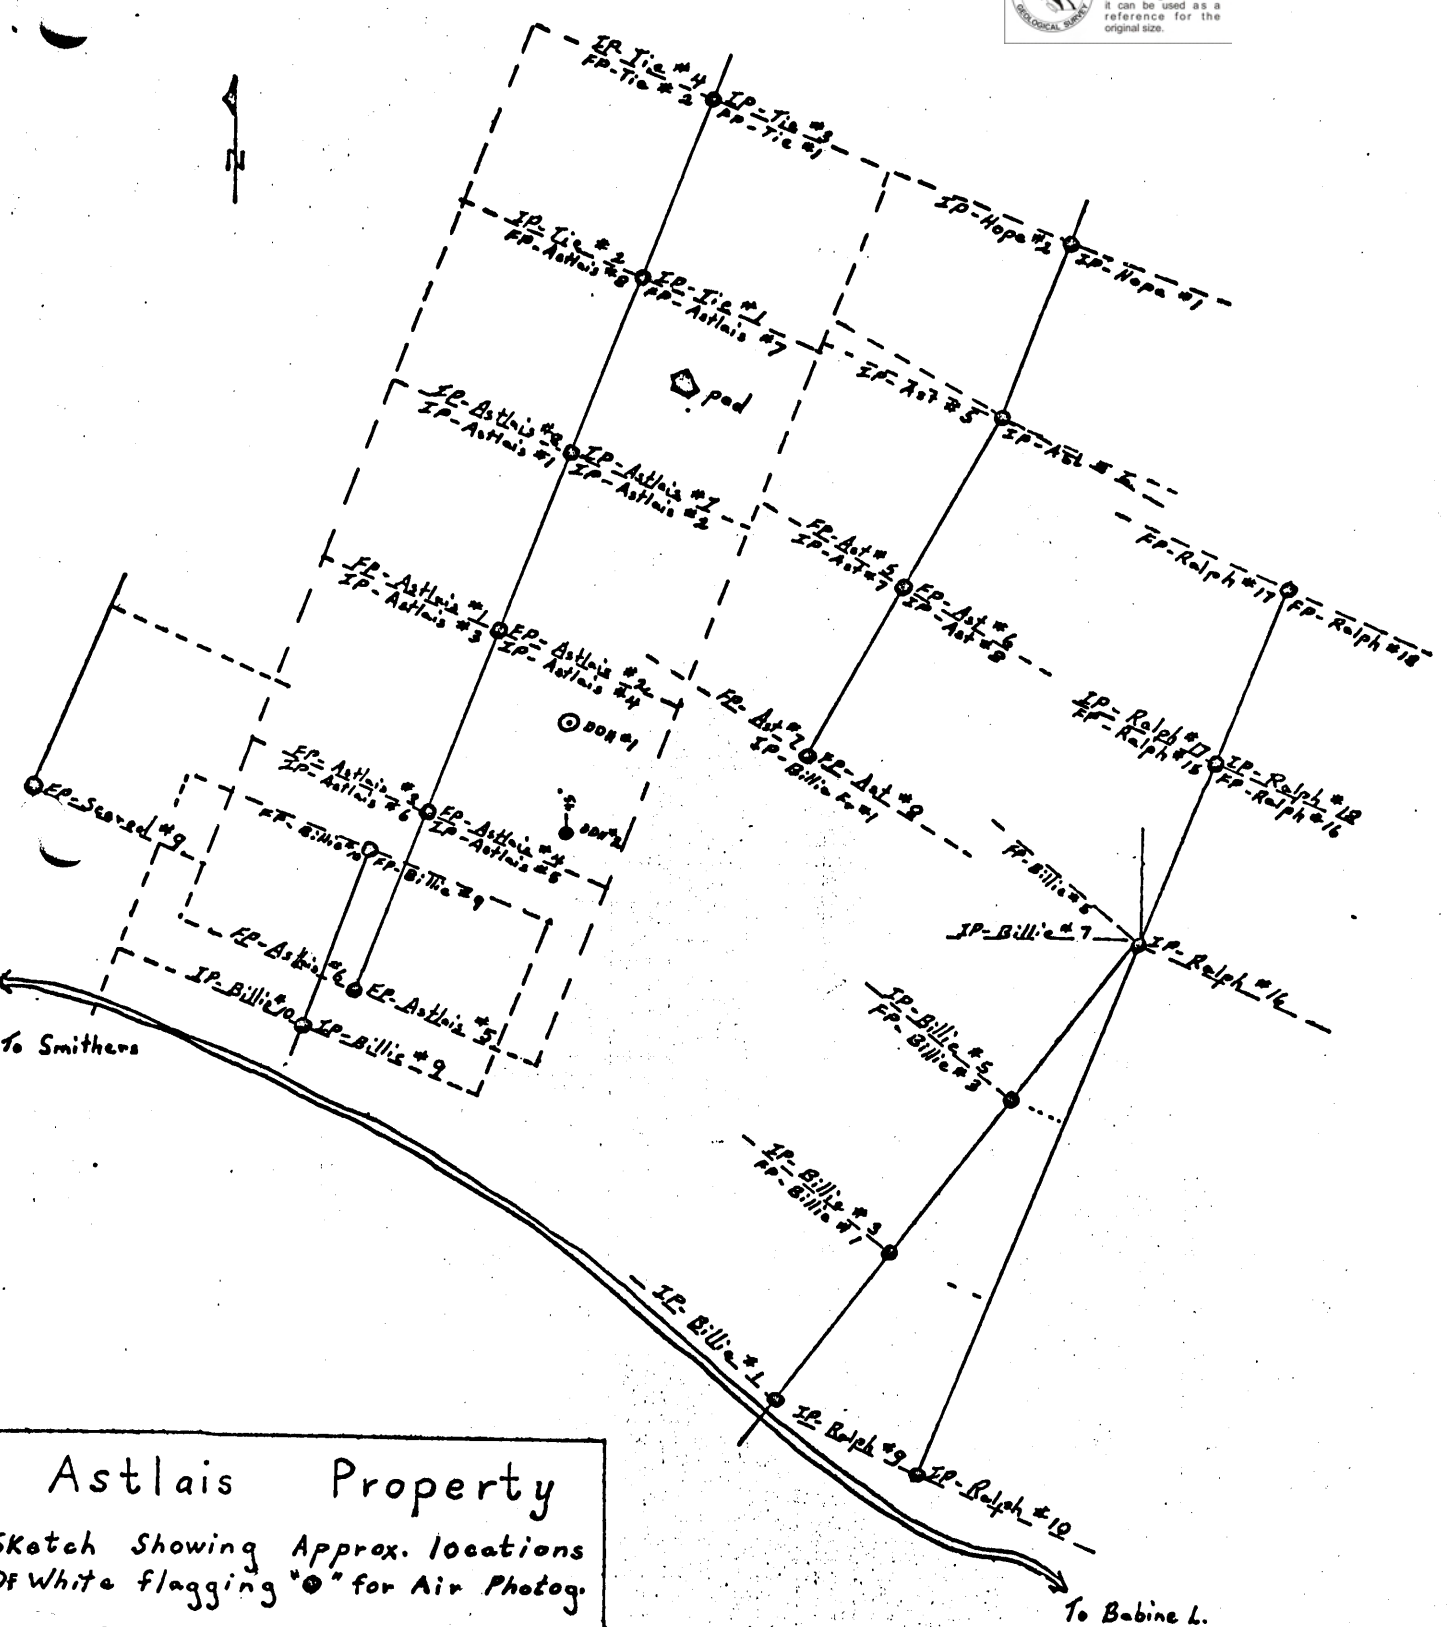 GEOLOGICAL SURVEY
it can be used as a
reference for the
original size.
N
IP-Tie #4
FP-Tie #2
IP-Tie #3
FP-Tie #1
IP-Hope #2
IP-Hope #1
IP-Tie #2
FP-Astlais #8
IP-Tie #1
FP-Astlais #7
pad
IP-Ast #5
IP-Astlais #8
IP-Astlais #1
IP-Astlais #7
IP-Astlais #2
FP-Ast #5
IP-Ast #7
FP-Ast #6
IP-Ast #8
FP-Ralph #17
FP-Ralph #18
FP-Astlais #1
IP-Astlais #3
FP-Astlais #2
IP-Astlais #4
DDH #1
FP-Ast #7
IP-Billie Fr #1
FP-Ast #8
IP-Ralph #17
FP-Ralph #15
IP-Ralph #18
FP-Ralph #16
FP-Scared #9
FP-Astlais #3
IP-Astlais #6
FP-Astlais #4
IP-Astlais #5
DDH #2
FP-Billie #10
FP-Billie #9
FP-Billie #5
IP-Billie #7
IP-Ralph #16
FP-Astlais #6
FP-Astlais #5
IP-Billie #10
IP-Billie #9
To Smithers
IP-Billie #5
FP-Billie #3
IP-Billie #3
FP-Billie #1
IP-Billie #1
IP-Ralph #9
IP-Ralph #10
Astlais Property
Sketch Showing Approx. locations
Of White flagging "⊙" for Air Photog.
To Babine L.